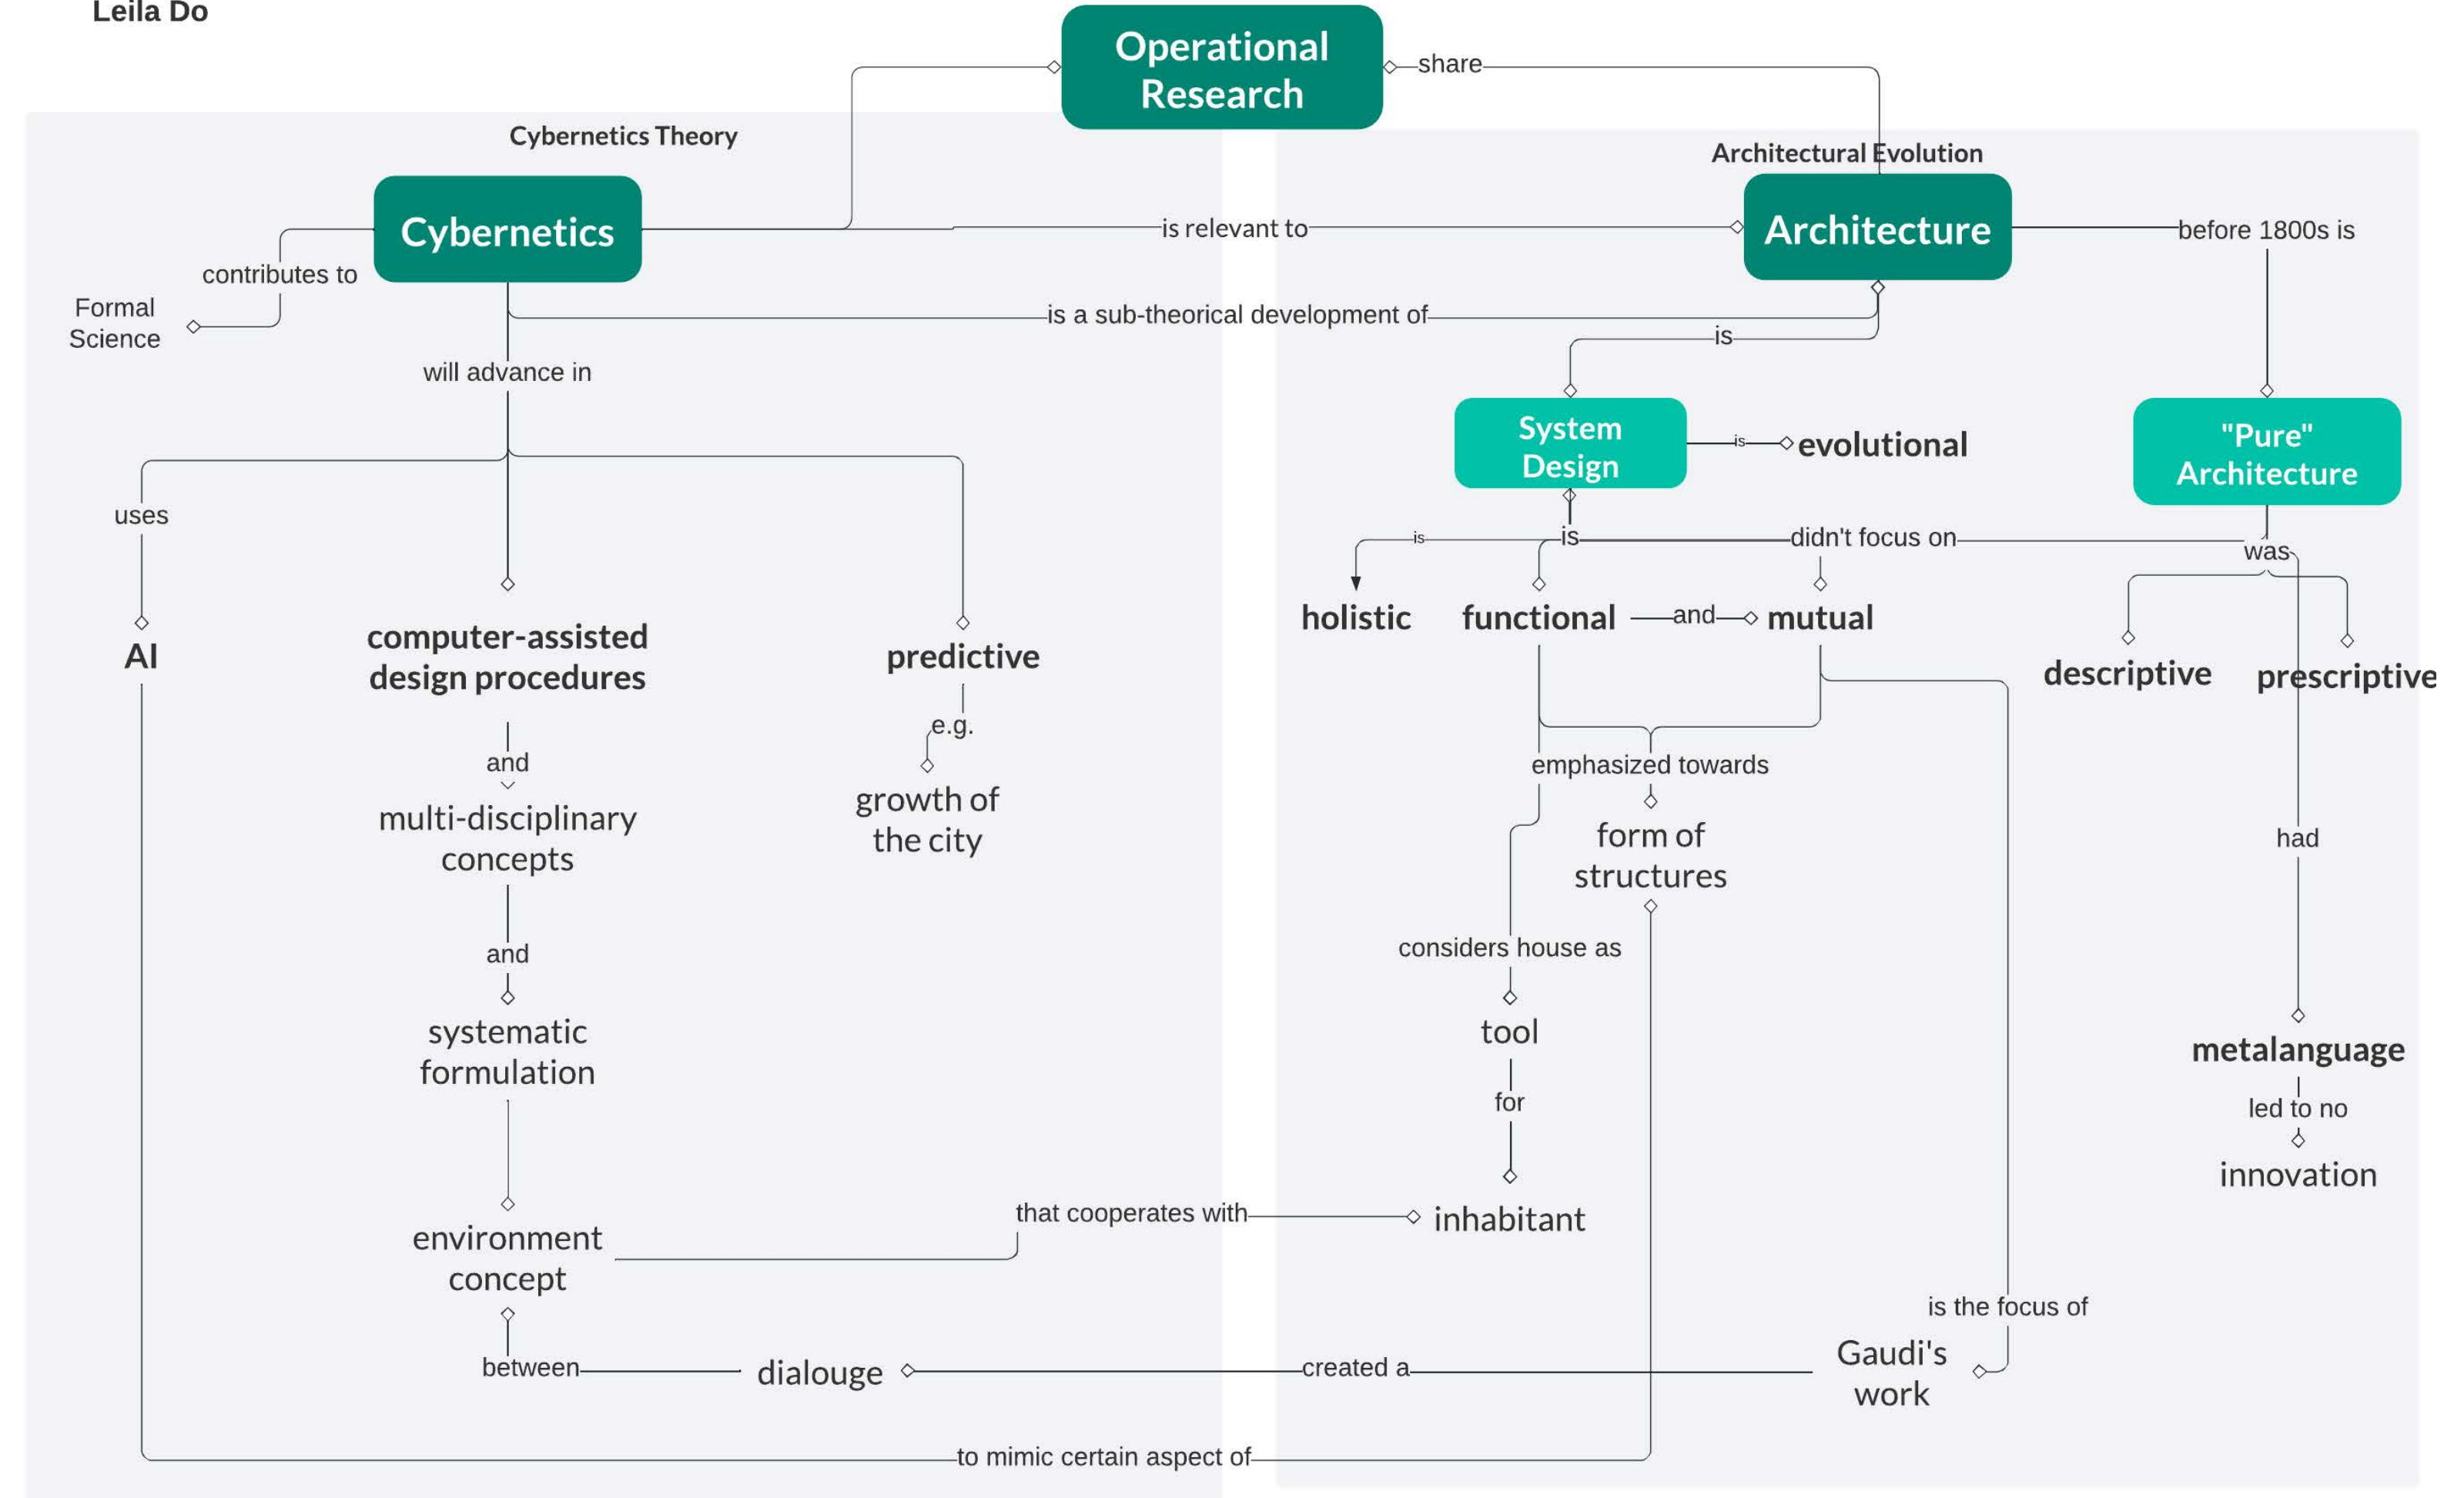 Leila Do
Operational
Research
share
Cybernetics Theory
Architectural Evolution
Cybernetics
is relevant to
Architecture
before 1800s is
contributes to
Formal
Science
is a sub-theorical development of
is
will advance in
System
Design
is
evolutional
"Pure"
Architecture
uses
is
is
didn't focus on
was
holistic
functional
and
mutual
AI
computer-assisted
design procedures
predictive
descriptive
prescriptive
e.g.
and
emphasized towards
growth of
the city
multi-disciplinary
concepts
form of
structures
had
and
considers house as
systematic
formulation
tool
metalanguage
for
led to no
innovation
that cooperates with
inhabitant
environment
concept
is the focus of
between
dialouge
created a
Gaudi's
work
to mimic certain aspect of